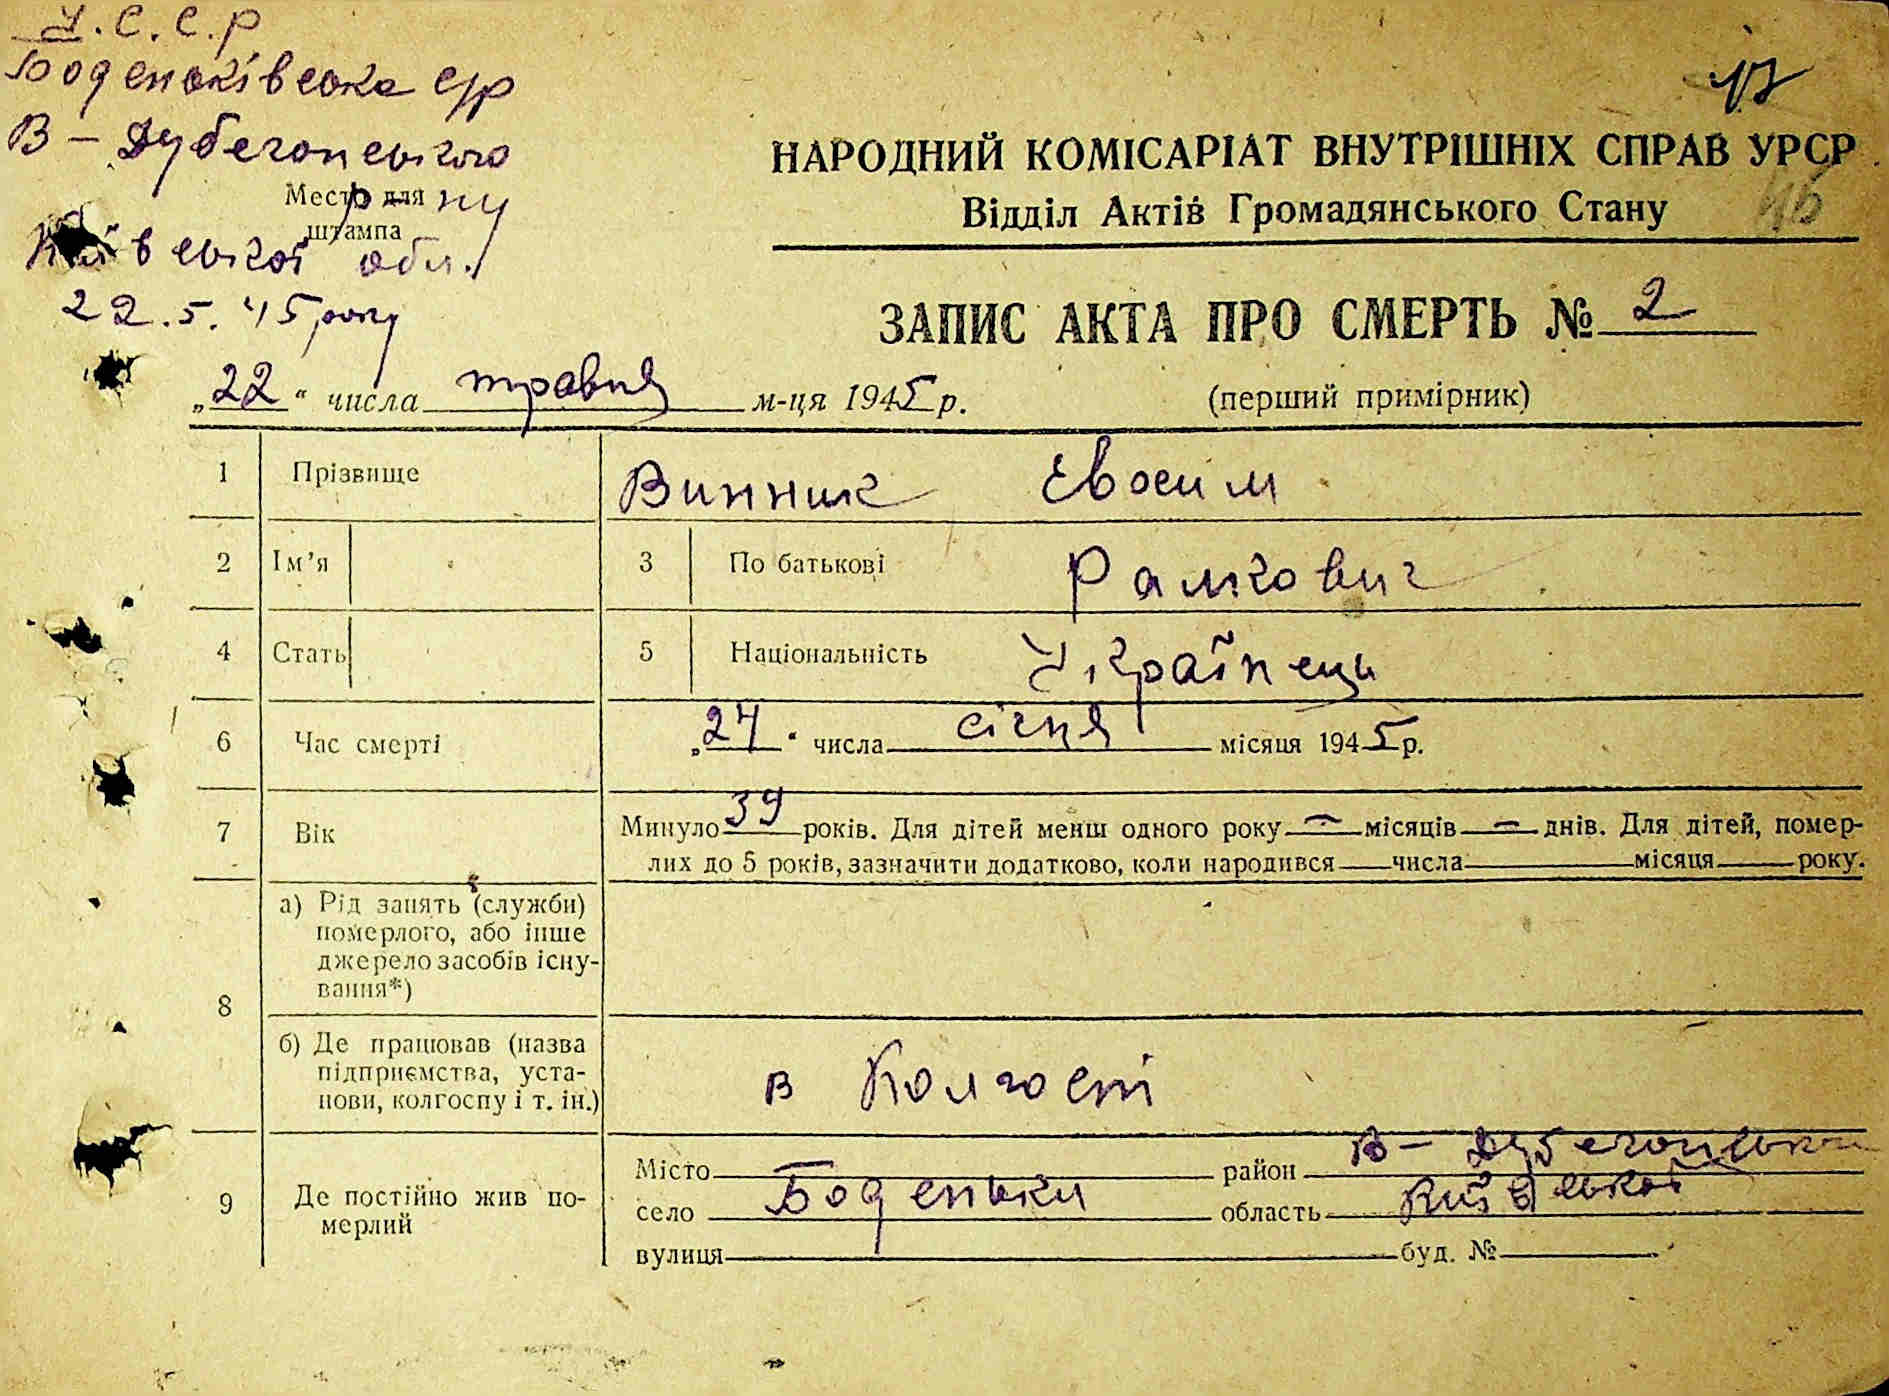 У.С.С.Р
Боденьківська с/р
В – Дубечанського
Место для
р-ну
штампа
Київської обл.
22.5.45 року
НАРОДНИЙ КОМІСАРІАТ ВНУТРІШНІХ СПРАВ УРСР
Відділ Актів Громадянського Стану
46
ЗАПИС АКТА ПРО СМЕРТЬ № 2
„22“ числа травня м-ця 1945 р. (перший примірник)
1 Прізвище Винник Євосим
2 Ім'я 3 По батькові Ралкович
4 Стать 5 Національність Українець
6 Час смерті „24“ числа січня місяця 1945 р.
7 Вік Минуло 39 років. Для дітей менш одного року — місяців — днів. Для дітей, помер-
лих до 5 років, зазначити додатково, коли народився числа місяця року.
8 а) Рід занять (служби)
померлого, або інше
джерело засобів існу-
вання*)
б) Де працював (назва
підприємства, уста-
нови, колгоспу і т. ін.)
в Колгоспі
9 Де постійно жив по-
мерлий
Місто район В – Дубечанськ
село Боденьки область Київської
вулиця буд. №